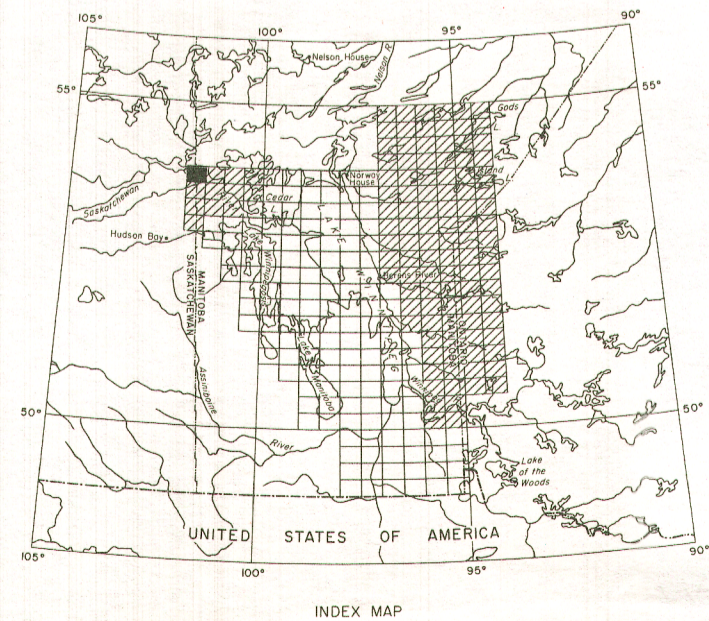 105°
100°
95°
90°
Nelson House
Nelson R
55°
55°
Gods
L
Island
Norway
House
Saskatchewan
Cedar
L
Hudson Bay
LAKE WINNIPEG
Berens River
Winnipegosis
MANITOBA
SASKATCHEWAN
ONTARIO
MANITOBA
Lake
Manitoba
Winnipeg
Assiniboine
River
50°
50°
Lake
of the
Woods
UNITED STATES OF AMERICA
105°
100°
95°
90°
INDEX MAP